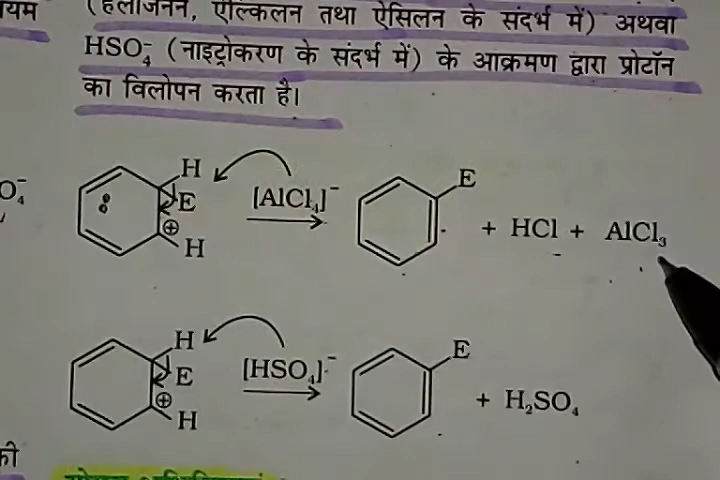 (हैलोजनन, ऐल्किलन तथा ऐसिलन के संदर्भ में) अथवा
HSO₄⁻ (नाइट्रोकरण के संदर्भ में) के आक्रमण द्वारा प्रोटॉन
का विलोपन करता है।
H
E
⊕
H
[AlCl₄]⁻
E
+ HCl + AlCl₃
H
E
⊕
H
[HSO₄]⁻
E
+ H₂SO₄
की